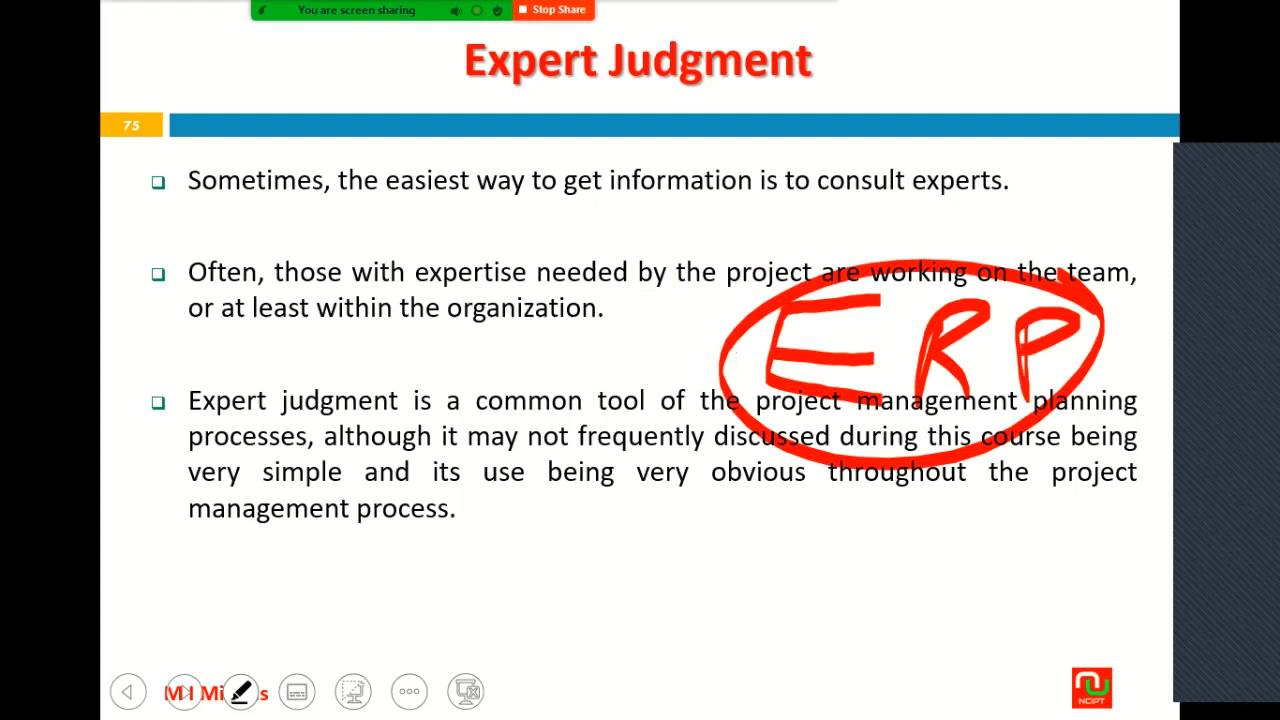 You are screen sharing
Stop Share
Expert Judgment
75
Sometimes, the easiest way to get information is to consult experts.
Often, those with expertise needed by the project are working on the team,
or at least within the organization.
ERP
Expert judgment is a common tool of the project management planning
processes, although it may not frequently discussed during this course being
very simple and its use being very obvious throughout the project
management process.
NCIPT